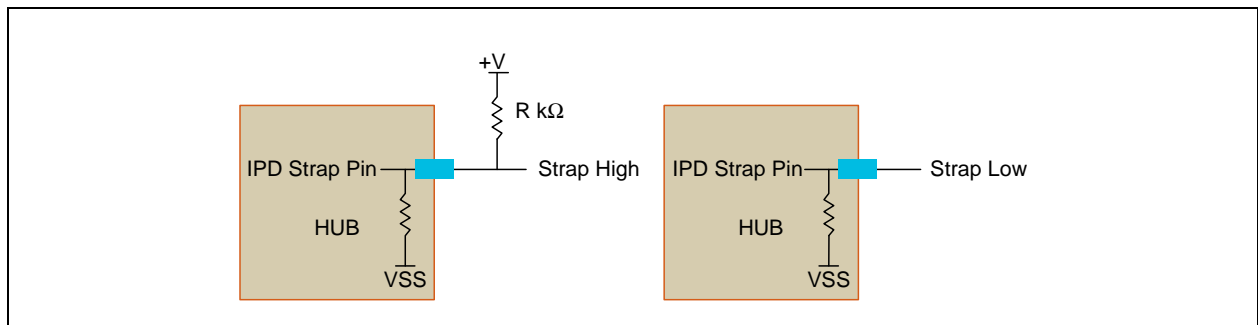 +V
R kΩ
IPD Strap Pin
Strap High
HUB
VSS
IPD Strap Pin
Strap Low
HUB
VSS